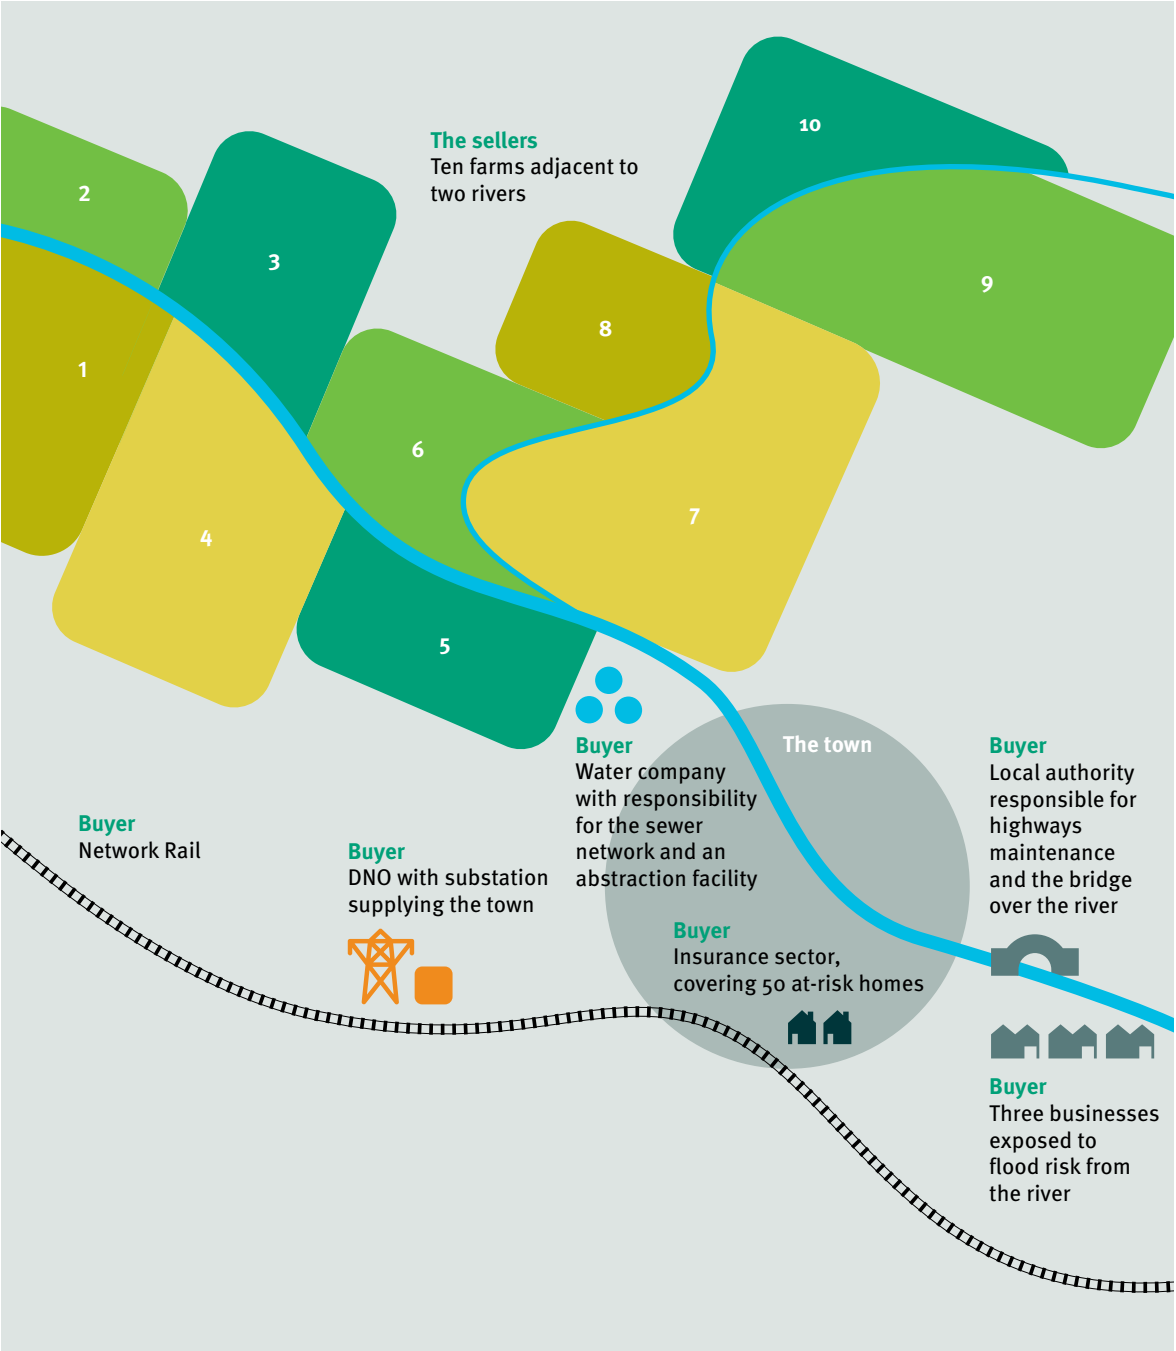 10
The sellers
Ten farms adjacent to
two rivers
2
3
9
8
1
6
7
4
5
The town
Buyer
Water company
with responsibility
for the sewer
network and an
abstraction facility
Buyer
Local authority
responsible for
highways
maintenance
and the bridge
over the river
Buyer
Network Rail
Buyer
DNO with substation
supplying the town
Buyer
Insurance sector,
covering 50 at-risk homes
Buyer
Three businesses
exposed to
flood risk from
the river